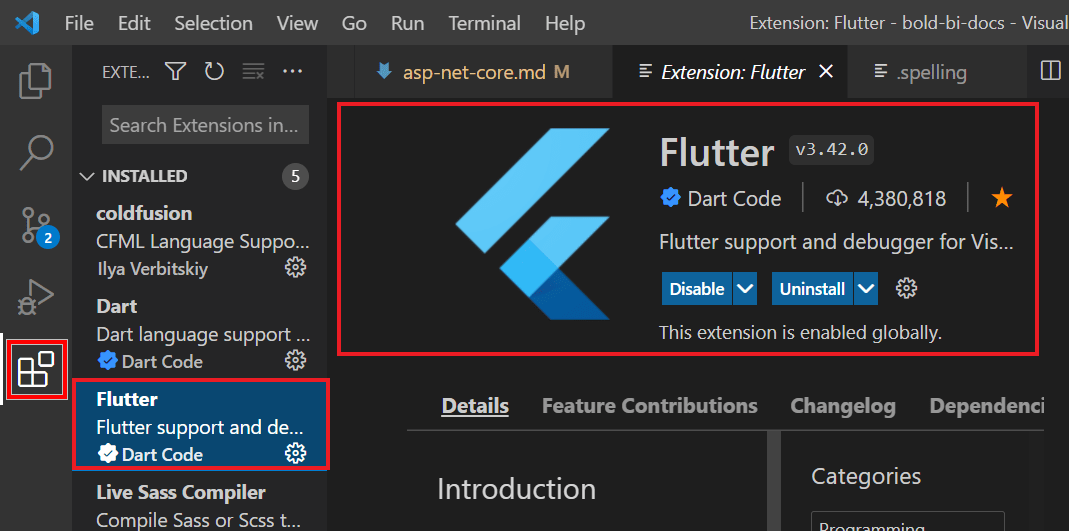 File Edit Selection View Go Run Terminal Help Extension: Flutter - bold-bi-docs - Visual
EXTE...
asp-net-core.md M
Extension: Flutter
.spelling
Search Extensions in...
INSTALLED 5
coldfusion
CFML Language Suppo...
Ilya Verbitskiy
2
Dart
Dart language support ...
Dart Code
Flutter
Flutter support and de...
Dart Code
Live Sass Compiler
Compile Sass or Scss t...
Flutter v3.42.0
Dart Code 4,380,818
Flutter support and debugger for Vis...
Disable Uninstall
This extension is enabled globally.
Details Feature Contributions Changelog Dependenci
Introduction
Categories
Programming